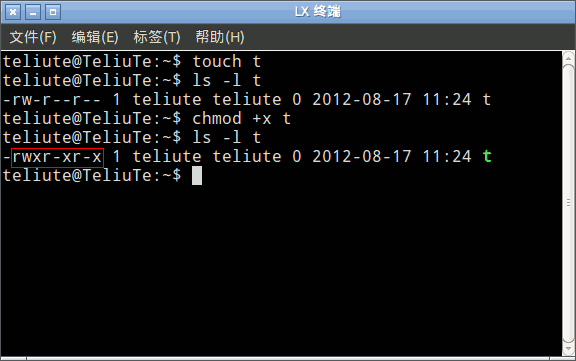 LX 终端
文件(F) 编辑(E) 标签(T) 帮助(H)
teliute@TeliuTe:~$ touch t
teliute@TeliuTe:~$ ls -l t
-rw-r--r-- 1 teliute teliute 0 2012-08-17 11:24 t
teliute@TeliuTe:~$ chmod +x t
teliute@TeliuTe:~$ ls -l t
-rwxr-xr-x 1 teliute teliute 0 2012-08-17 11:24 t
teliute@TeliuTe:~$